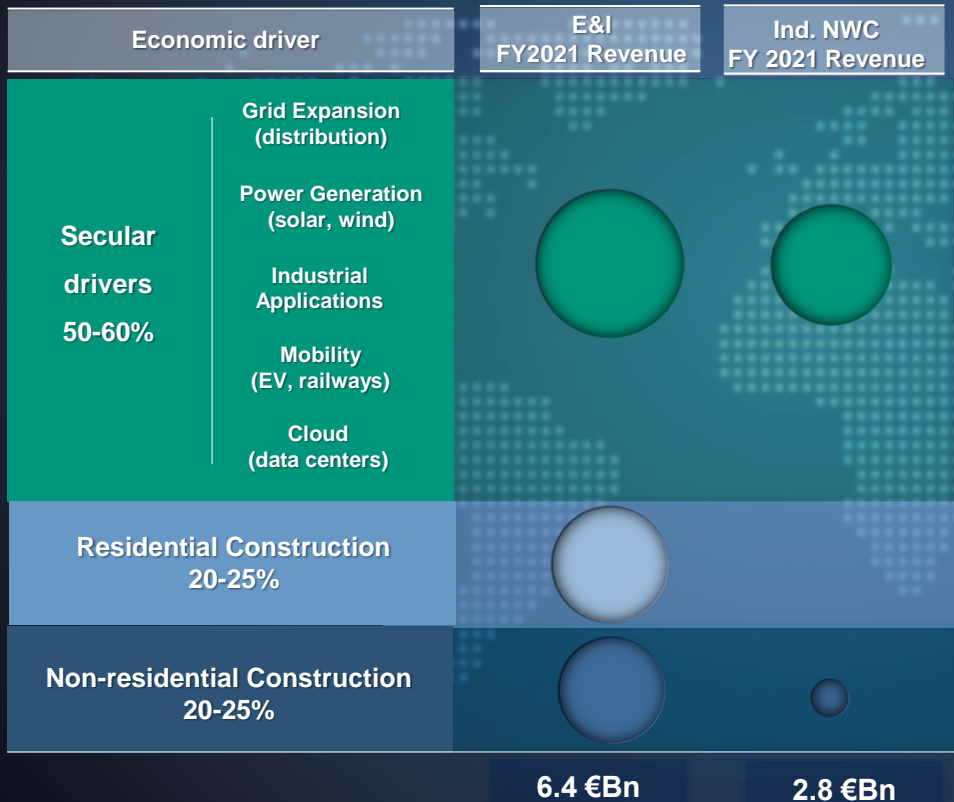 Economic driver
E&I
FY2021 Revenue
Ind. NWC
FY 2021 Revenue
Secular
drivers
50-60%
Grid Expansion
(distribution)
Power Generation
(solar, wind)
Industrial
Applications
Mobility
(EV, railways)
Cloud
(data centers)
Residential Construction
20-25%
Non-residential Construction
20-25%
6.4 €Bn
2.8 €Bn